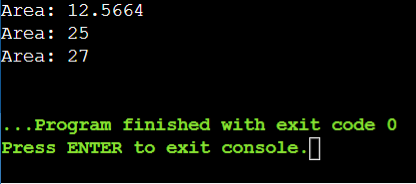 Area: 12.5664
Area: 25
Area: 27
...Program finished with exit code 0
Press ENTER to exit console.